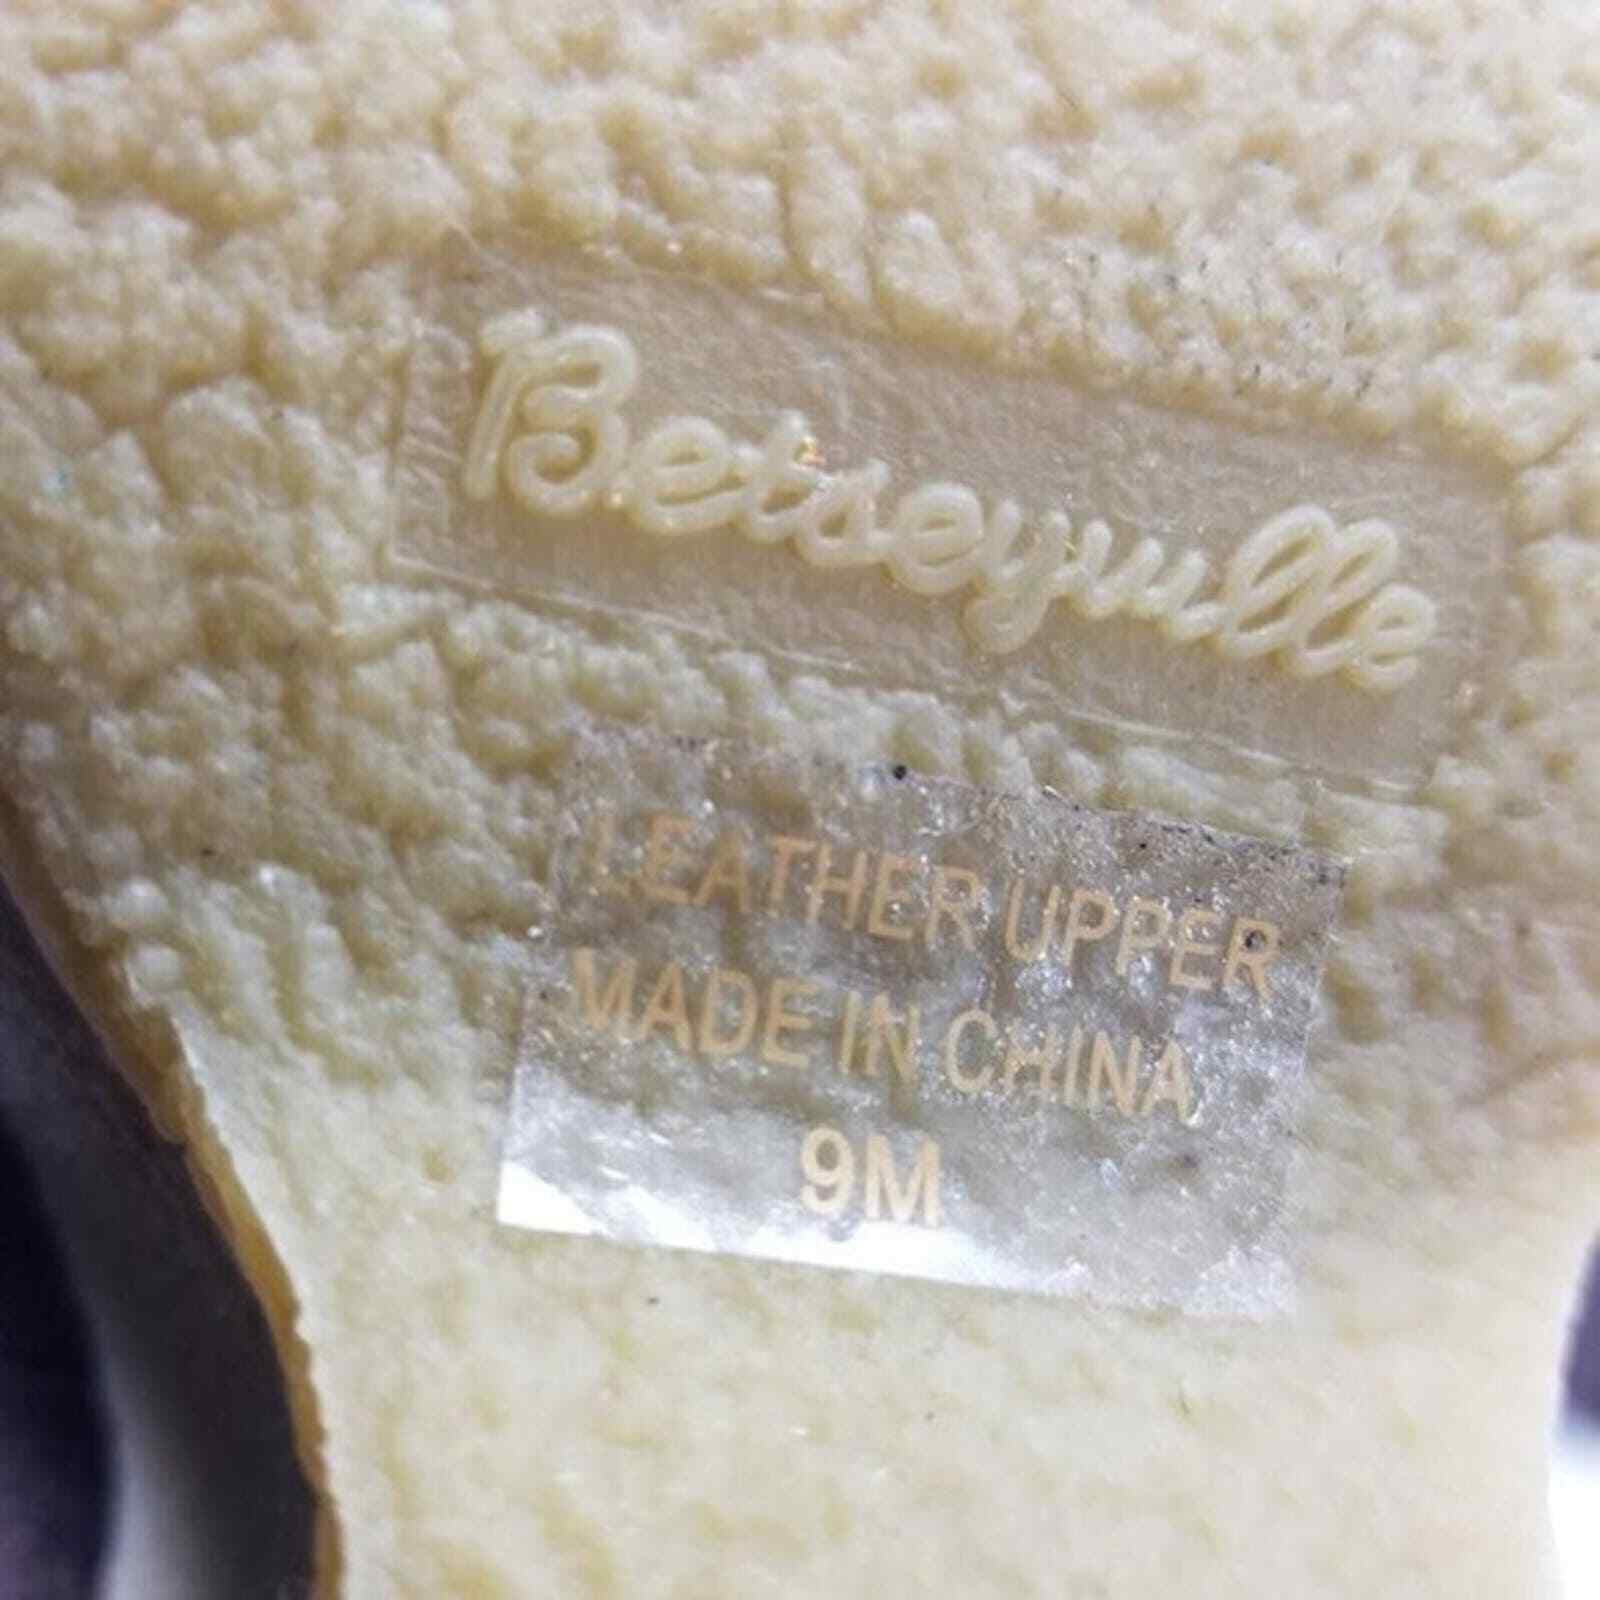 Betseyville
LEATHER UPPER
MADE IN CHINA
9M